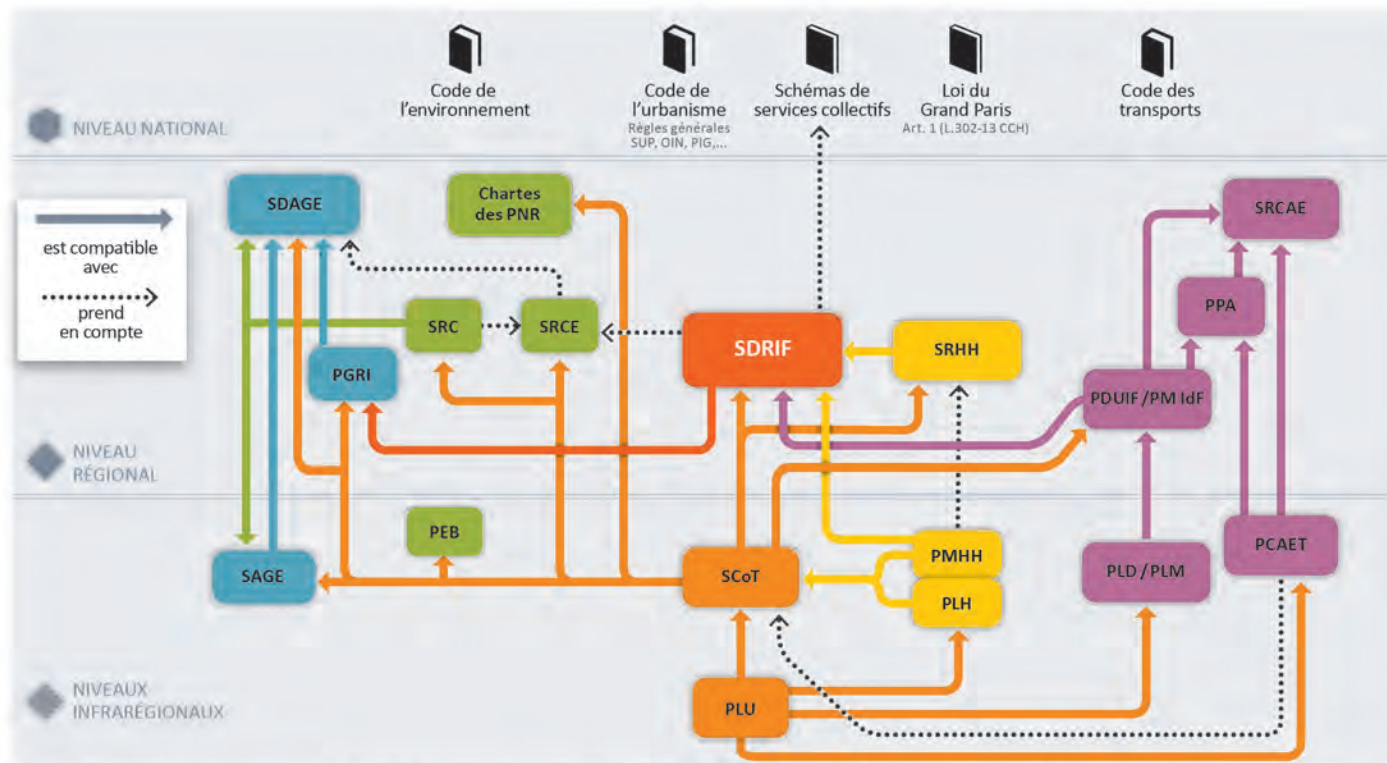 Code de
l'environnement
Code de
l'urbanisme
Règles générales
SUP, OIN, PIG,...
Schémas de
services collectifs
Loi du
Grand Paris
Art. 1 (L.302-13 CCH)
Code des
transports
NIVEAU NATIONAL
SDAGE
Chartes
des PNR
SRCAE
est compatible
avec
prend
en compte
SRC
SRCE
SDRIF
SRHH
PPA
PGRI
PDUIF/PM IdF
NIVEAU
RÉGIONAL
PEB
SAGE
SCoT
PMHH
PLH
PLD/PLM
PCAET
PLU
NIVEAUX
INFRARÉGIONAUX